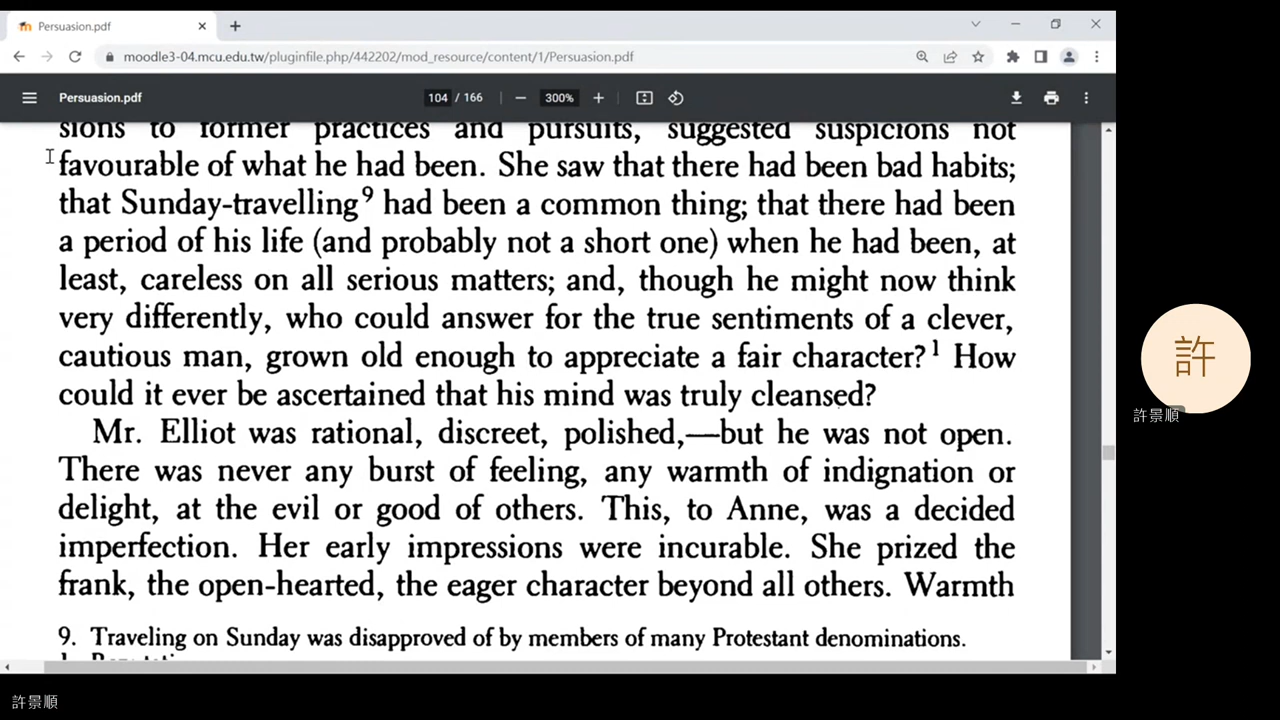 Persuasion.pdf
moodle3-04.mcu.edu.tw/pluginfile.php/442202/mod_resource/content/1/Persuasion.pdf
Persuasion.pdf 104 / 166 300%
sions to former practices and pursuits, suggested suspicions not
favourable of what he had been. She saw that there had been bad habits;
that Sunday-travelling⁹ had been a common thing; that there had been
a period of his life (and probably not a short one) when he had been, at
least, careless on all serious matters; and, though he might now think
very differently, who could answer for the true sentiments of a clever,
cautious man, grown old enough to appreciate a fair character?¹ How
could it ever be ascertained that his mind was truly cleansed?
Mr. Elliot was rational, discreet, polished,—but he was not open.
There was never any burst of feeling, any warmth of indignation or
delight, at the evil or good of others. This, to Anne, was a decided
imperfection. Her early impressions were incurable. She prized the
frank, the open-hearted, the eager character beyond all others. Warmth
9. Traveling on Sunday was disapproved of by members of many Protestant denominations.
許
許景順
許景順